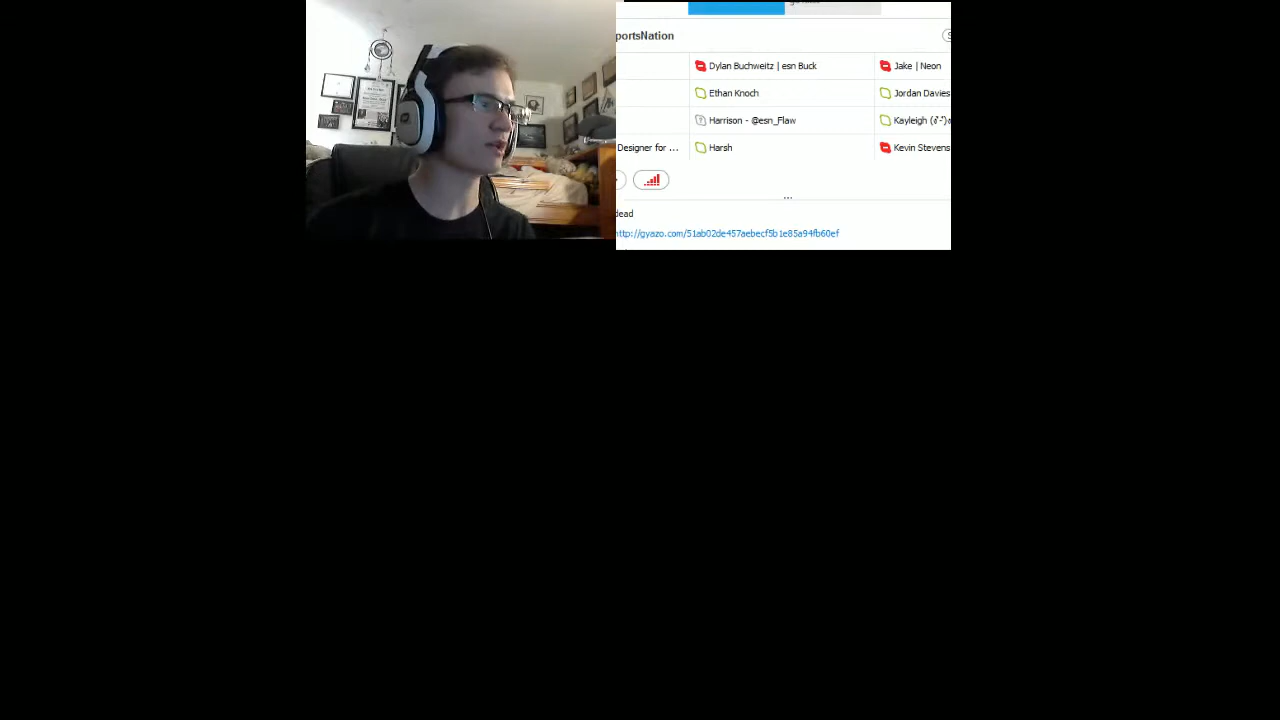 portsNation
Dylan Buchweitz | esn Buck
Jake | Neon
Ethan Knoch
Jordan Davies
Harrison - @esn_Flaw
Kayleigh
Designer for ...
Harsh
Kevin Stevens
...
dead
http://gyazo.com/51ab02de457aebecf5b1e85a94fb60ef